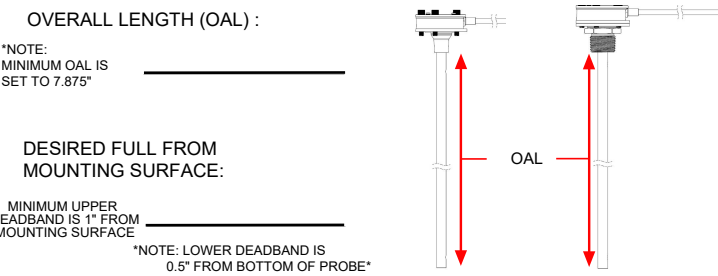 OVERALL LENGTH (OAL) :
*NOTE:
MINIMUM OAL IS
SET TO 7.875"
DESIRED FULL FROM
MOUNTING SURFACE:
MINIMUM UPPER
EADBAND IS 1" FROM
MOUNTING SURFACE
*NOTE: LOWER DEADBAND IS
0.5" FROM BOTTOM OF PROBE*
OAL